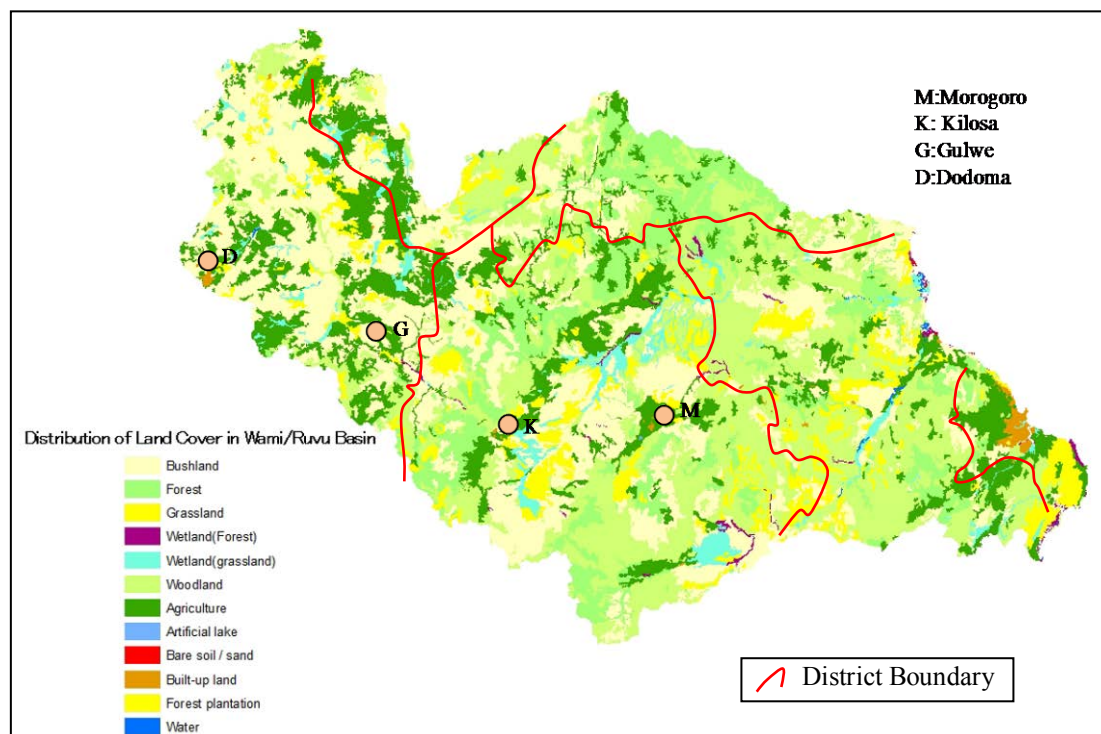 M:Morogoro
K: Kilosa
G:Gulwe
D:Dodoma
D
G
K
M
Distribution of Land Cover in Wami/Ruvu Basin
Bushland
Forest
Grassland
Wetland(Forest)
Wetland(grassland)
Woodland
Agriculture
Artificial lake
Bare soil / sand
Built-up land
Forest plantation
Water
District Boundary